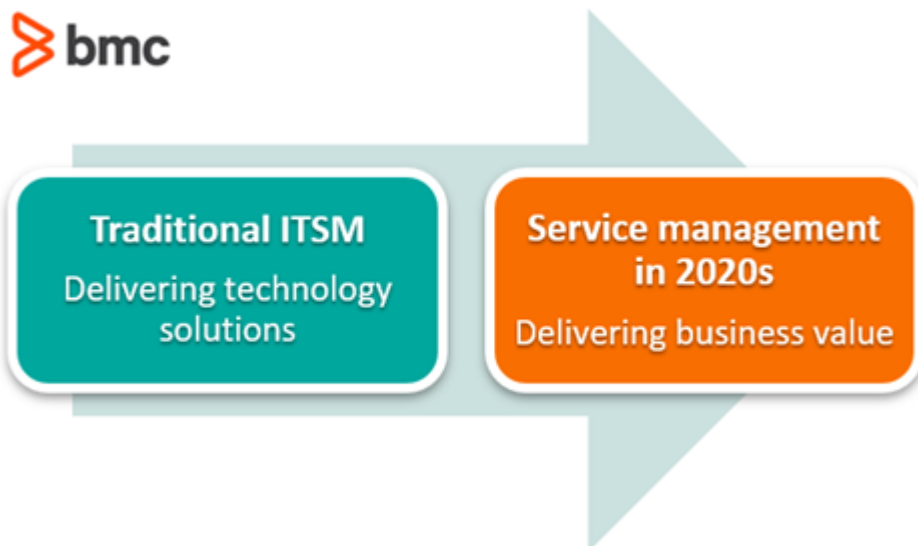 bmc
Traditional ITSM
Delivering technology
solutions
Service management
in 2020s
Delivering business value